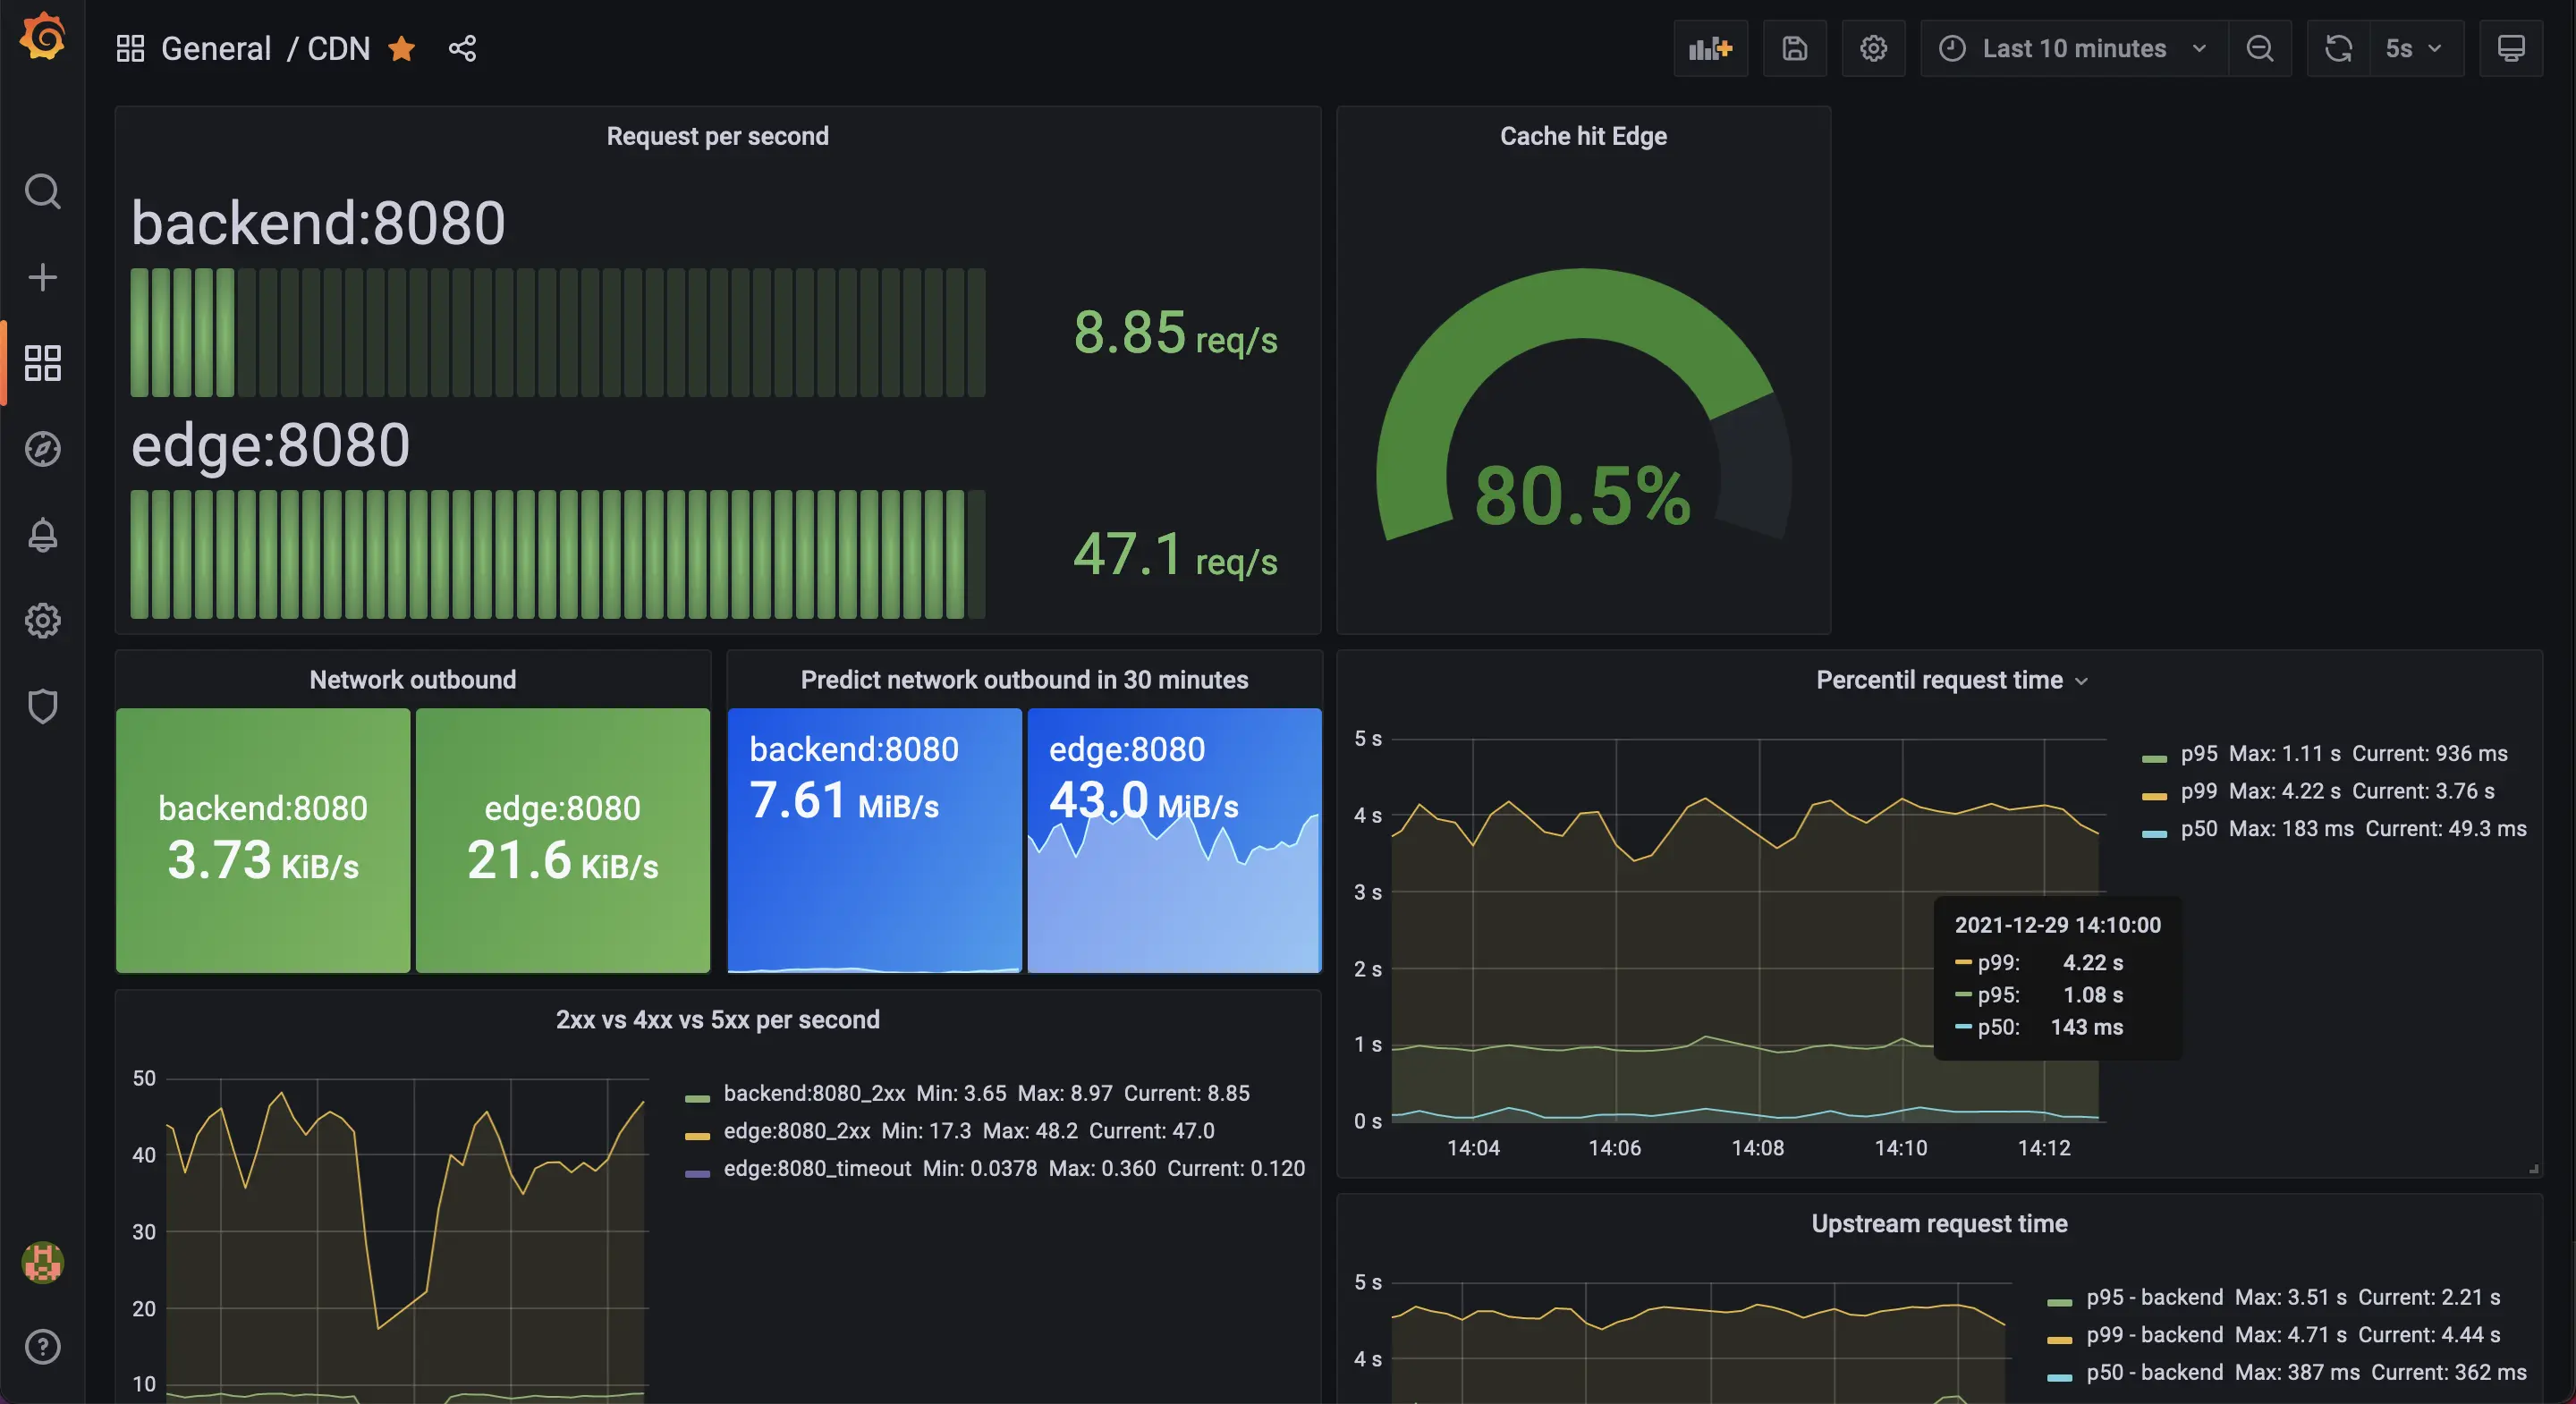 General / CDN
Last 10 minutes
5s
Request per second
backend:8080
8.85 req/s
edge:8080
47.1 req/s
Cache hit Edge
80.5%
Network outbound
backend:8080
3.73 KiB/s
edge:8080
21.6 KiB/s
Predict network outbound in 30 minutes
backend:8080
7.61 MiB/s
edge:8080
43.0 MiB/s
Percentil request time
5 s
4 s
3 s
2 s
1 s
0 s
14:04 14:06 14:08 14:10 14:12
p95 Max: 1.11 s Current: 936 ms
p99 Max: 4.22 s Current: 3.76 s
p50 Max: 183 ms Current: 49.3 ms
2021-12-29 14:10:00
p99: 4.22 s
p95: 1.08 s
p50: 143 ms
2xx vs 4xx vs 5xx per second
50
40
30
20
10
backend:8080_2xx Min: 3.65 Max: 8.97 Current: 8.85
edge:8080_2xx Min: 17.3 Max: 48.2 Current: 47.0
edge:8080_timeout Min: 0.0378 Max: 0.360 Current: 0.120
Upstream request time
5 s
4 s
p95 - backend Max: 3.51 s Current: 2.21 s
p99 - backend Max: 4.71 s Current: 4.44 s
p50 - backend Max: 387 ms Current: 362 ms